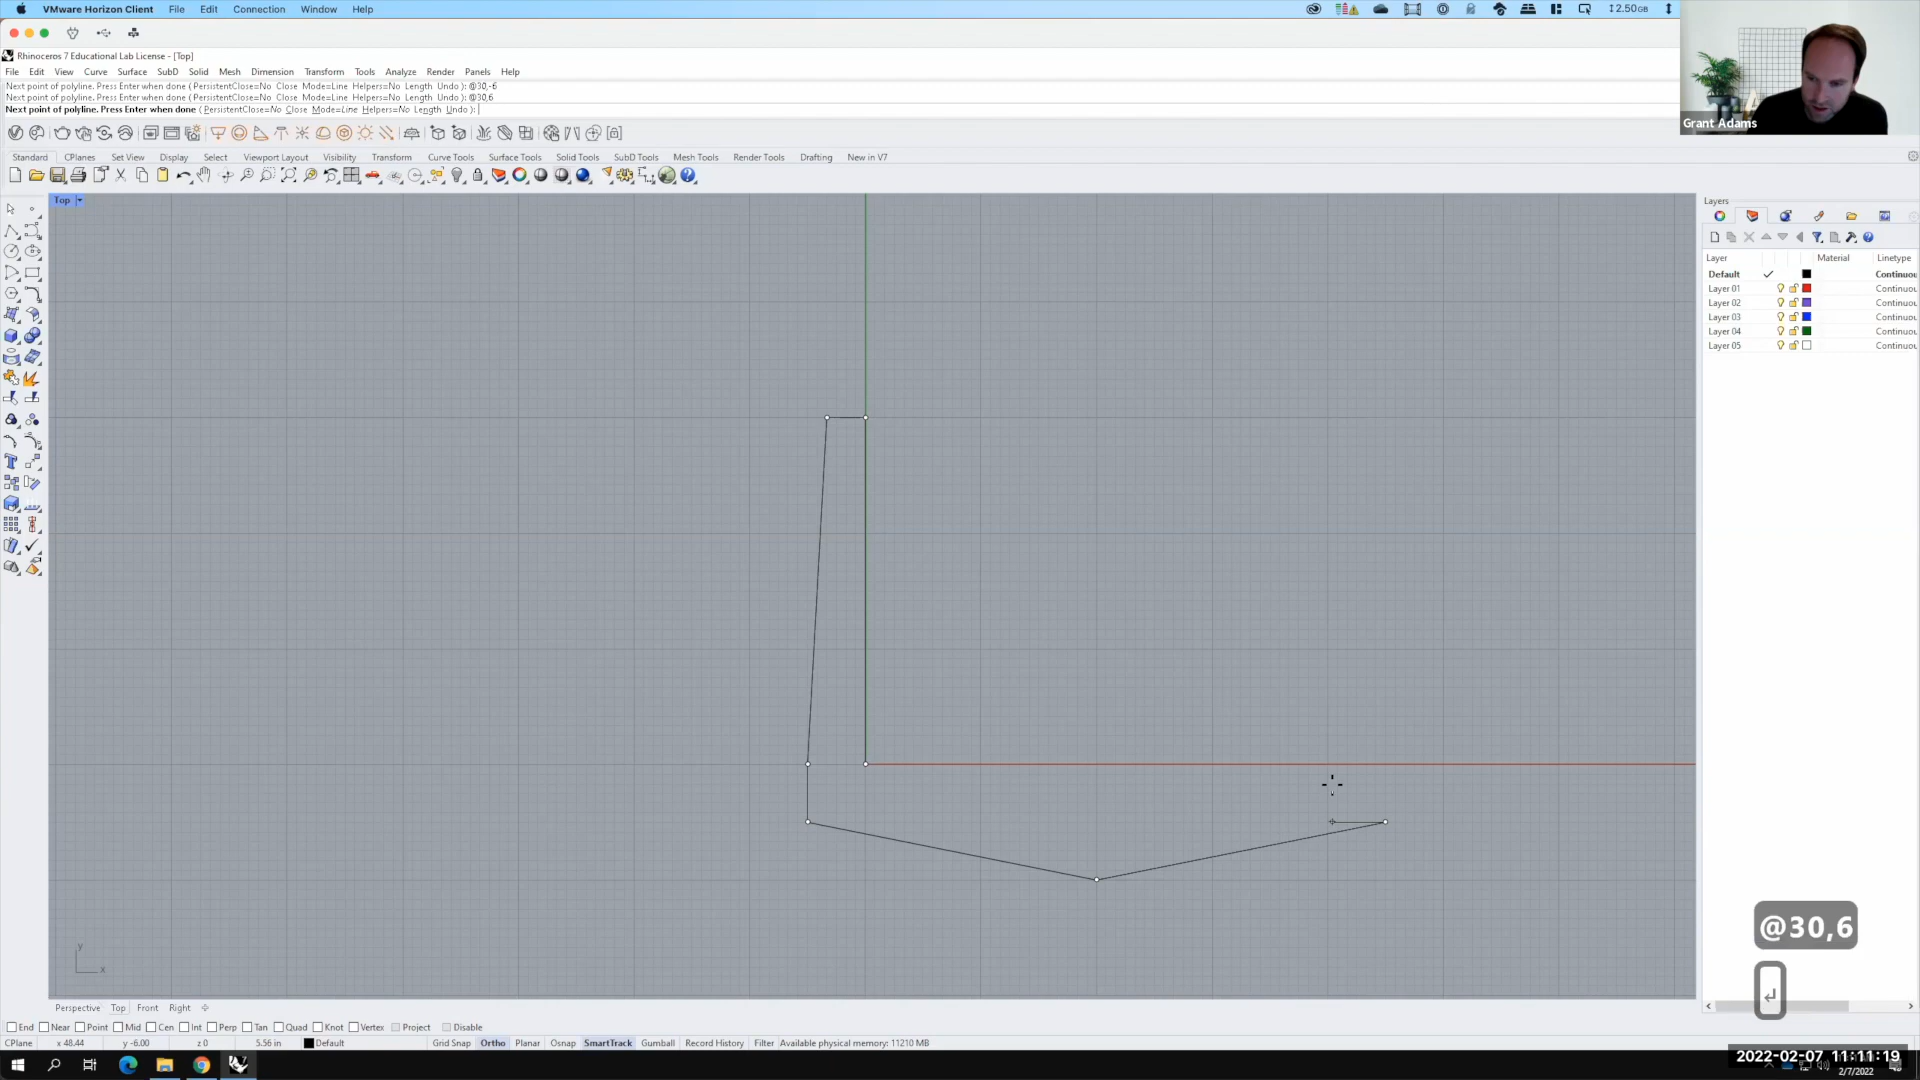 VMware Horizon Client File Edit Connection Window Help
2.50GB
Rhinoceros 7 Educational Lab License - [Top]
File Edit View Curve Surface SubD Solid Mesh Dimension Transform Tools Analyze Render Panels Help
Next point of polyline. Press Enter when done ( PersistentClose=No Close Mode=Line Helpers=No Length Undo ): @30,-6
Next point of polyline. Press Enter when done ( PersistentClose=No Close Mode=Line Helpers=No Length Undo ): @30,6
Next point of polyline. Press Enter when done ( PersistentClose=No Close Mode=Line Helpers=No Length Undo ):
Grant Adams
Standard CPlanes Set View Display Select Viewport Layout Visibility Transform Curve Tools Surface Tools Solid Tools SubD Tools Mesh Tools Render Tools Drafting New in V7
Top
Layers
Layer Material Linetype
Default Continuou
Layer 01 Continuou
Layer 02 Continuou
Layer 03 Continuou
Layer 04 Continuou
Layer 05 Continuou
@30,6
y
x
Perspective Top Front Right
End Near Point Mid Cen Int Perp Tan Quad Knot Vertex Project Disable
CPlane x 48.44 y -6.00 z 0 5.56 in Default Grid Snap Ortho Planar Osnap SmartTrack Gumball Record History Filter Available physical memory: 11210 MB
2022-02-07 11:11:19
2/7/2022